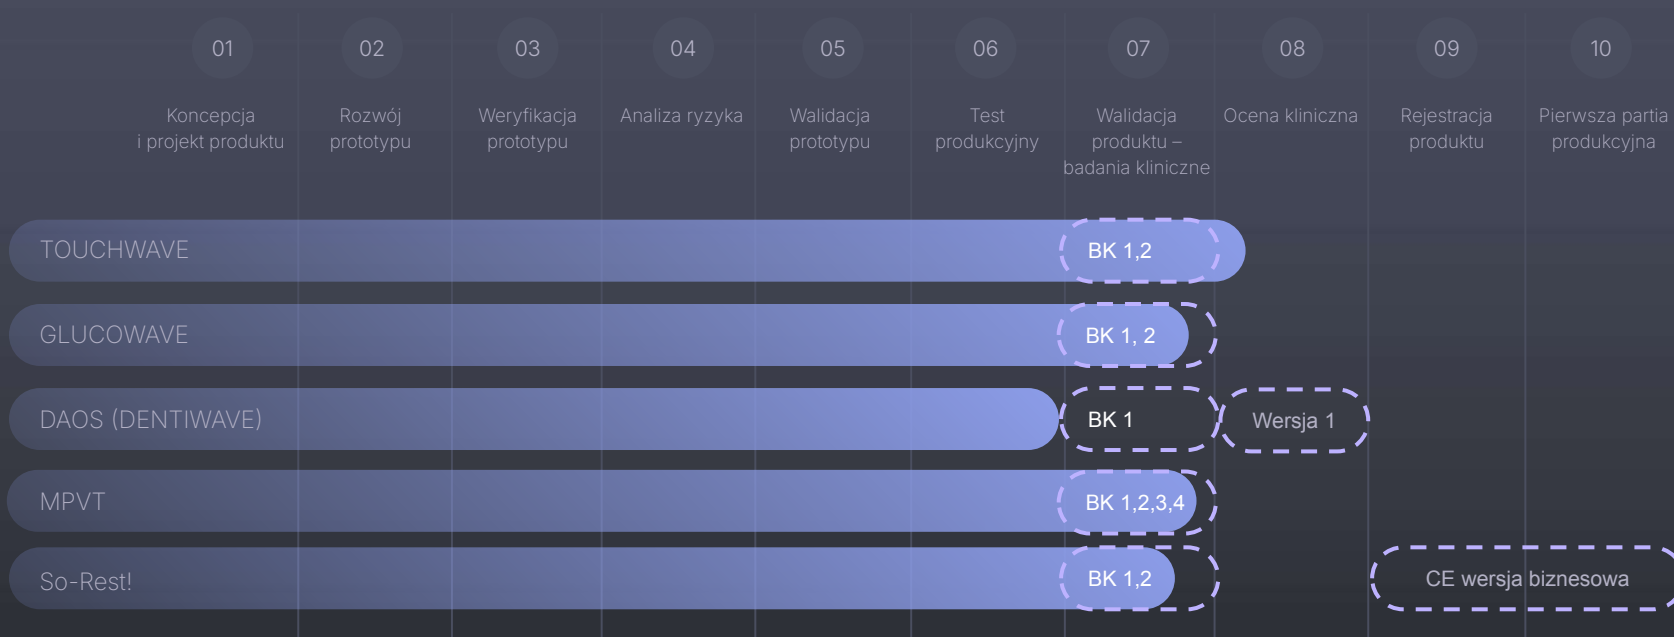 01
02
03
04
05
06
07
08
09
10
Koncepcja
i projekt produktu
Rozwój
prototypu
Weryfikacja
prototypu
Analiza ryzyka
Walidacja
prototypu
Test
produkcyjny
Walidacja
produktu –
badania kliniczne
Ocena kliniczna
Rejestracja
produktu
Pierwsza partia
produkcyjna
TOUCHWAVE
BK 1,2
GLUCOWAVE
BK 1, 2
DAOS (DENTIWAVE)
BK 1
Wersja 1
MPVT
BK 1,2,3,4
So-Rest!
BK 1,2
CE wersja biznesowa